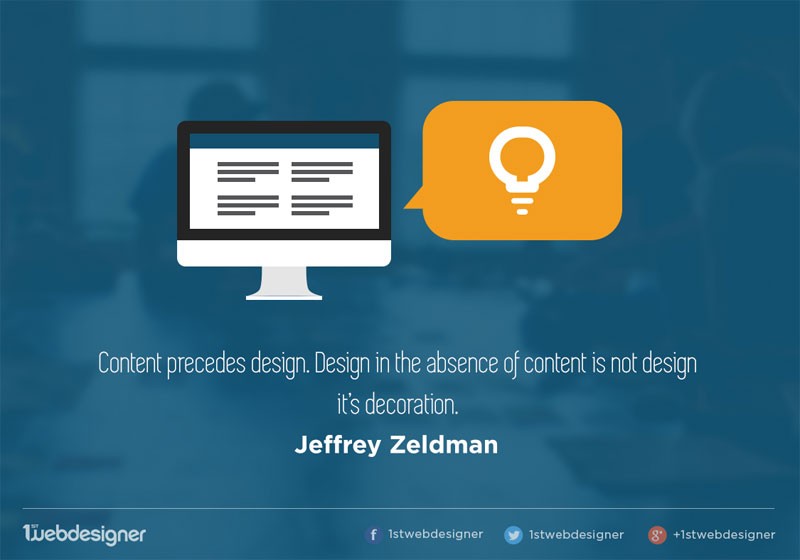 Content precedes design. Design in the absence of content is not design
it's decoration.
Jeffrey Zeldman
1STwebdesigner
f 1stwebdesigner
1stwebdesigner
g+ +1stwebdesigner